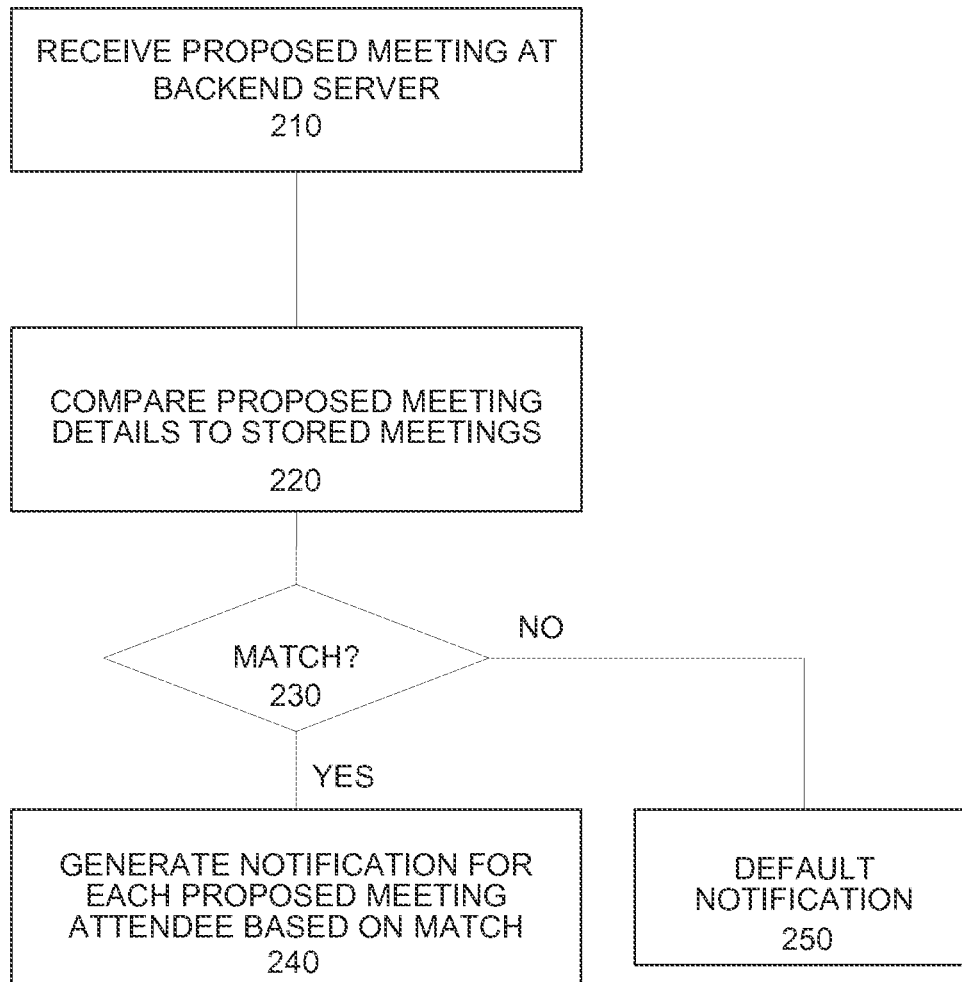 RECEIVE PROPOSED MEETING AT
BACKEND SERVER
210
COMPARE PROPOSED MEETING
DETAILS TO STORED MEETINGS
220
MATCH?
230
NO
YES
GENERATE NOTIFICATION FOR
EACH PROPOSED MEETING
ATTENDEE BASED ON MATCH
240
DEFAULT
NOTIFICATION
250